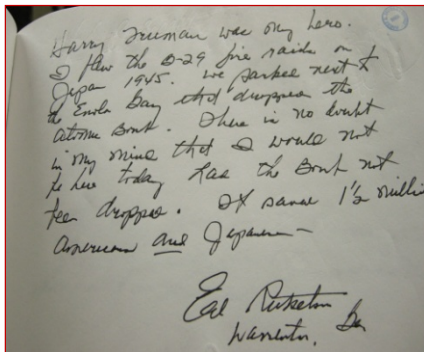 Harry Truman was my hero.
I flew the B-29 fire raids on
Japan 1945. We parked next to
the Enola Gay that dropped the
Atomic Bomb. There is no doubt
in my mind that I would not
be here today had the Bomb not
been dropped. It saved 1½ milli
American and Japanese—
Warrenton,